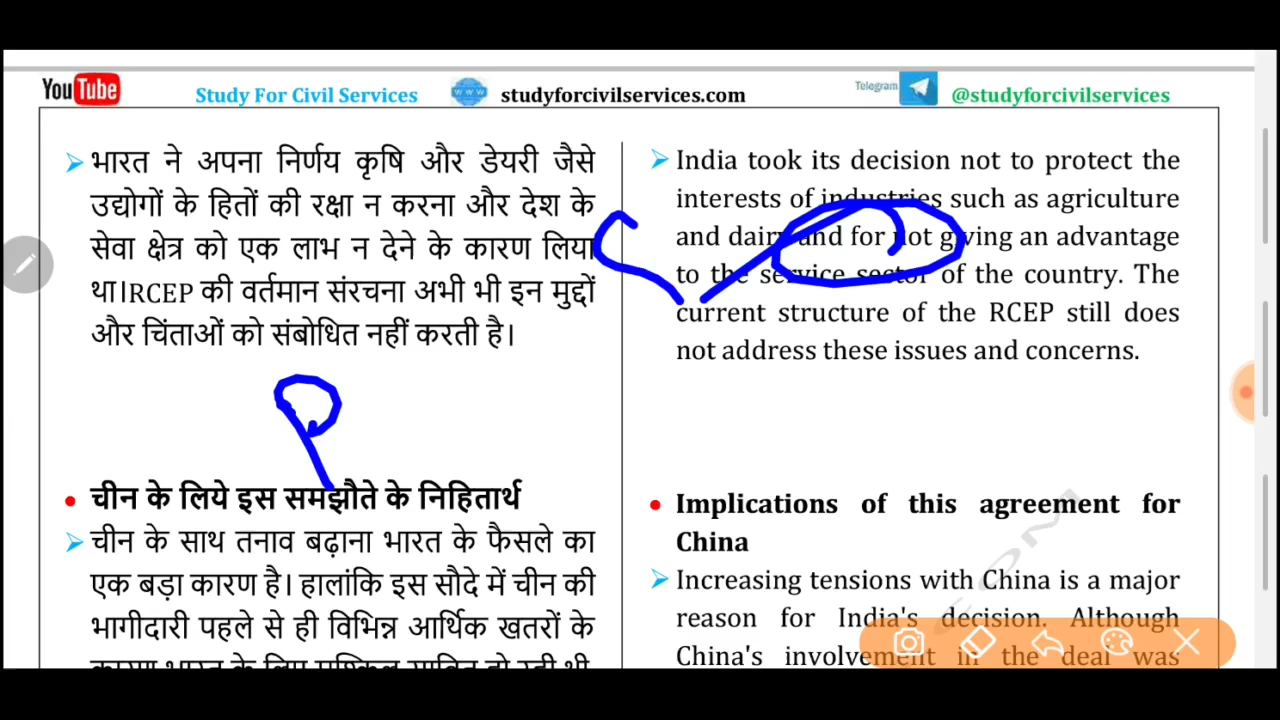 YouTube Study For Civil Services www studyforcivilservices.com Telegram @studyforcivilservices
भारत ने अपना निर्णय कृषि और डेयरी जैसे
उद्योगों के हितों की रक्षा न करना और देश के
सेवा क्षेत्र को एक लाभ न देने के कारण लिया
था।RCEP की वर्तमान संरचना अभी भी इन मुद्दों
और चिंताओं को संबोधित नहीं करती है।
चीन के लिये इस समझौते के निहितार्थ
चीन के साथ तनाव बढ़ाना भारत के फैसले का
एक बड़ा कारण है। हालांकि इस सौदे में चीन की
भागीदारी पहले से ही विभिन्न आर्थिक खतरों के
India took its decision not to protect the
interests of industries such as agriculture
and dairy and for not giving an advantage
to the service sector of the country. The
current structure of the RCEP still does
not address these issues and concerns.
Implications of this agreement for
China
Increasing tensions with China is a major
reason for India's decision. Although
China's involvement in the deal was